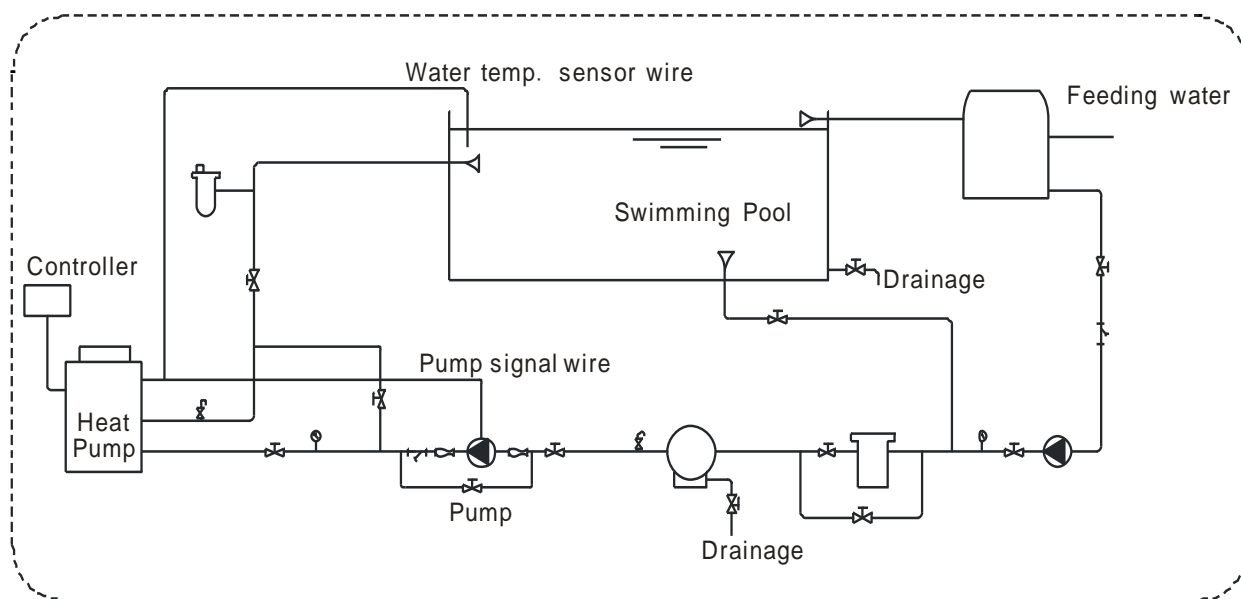 Water temp. sensor wire
Feeding water
Swimming Pool
Controller
Drainage
Pump signal wire
Heat
Pump
Pump
Drainage